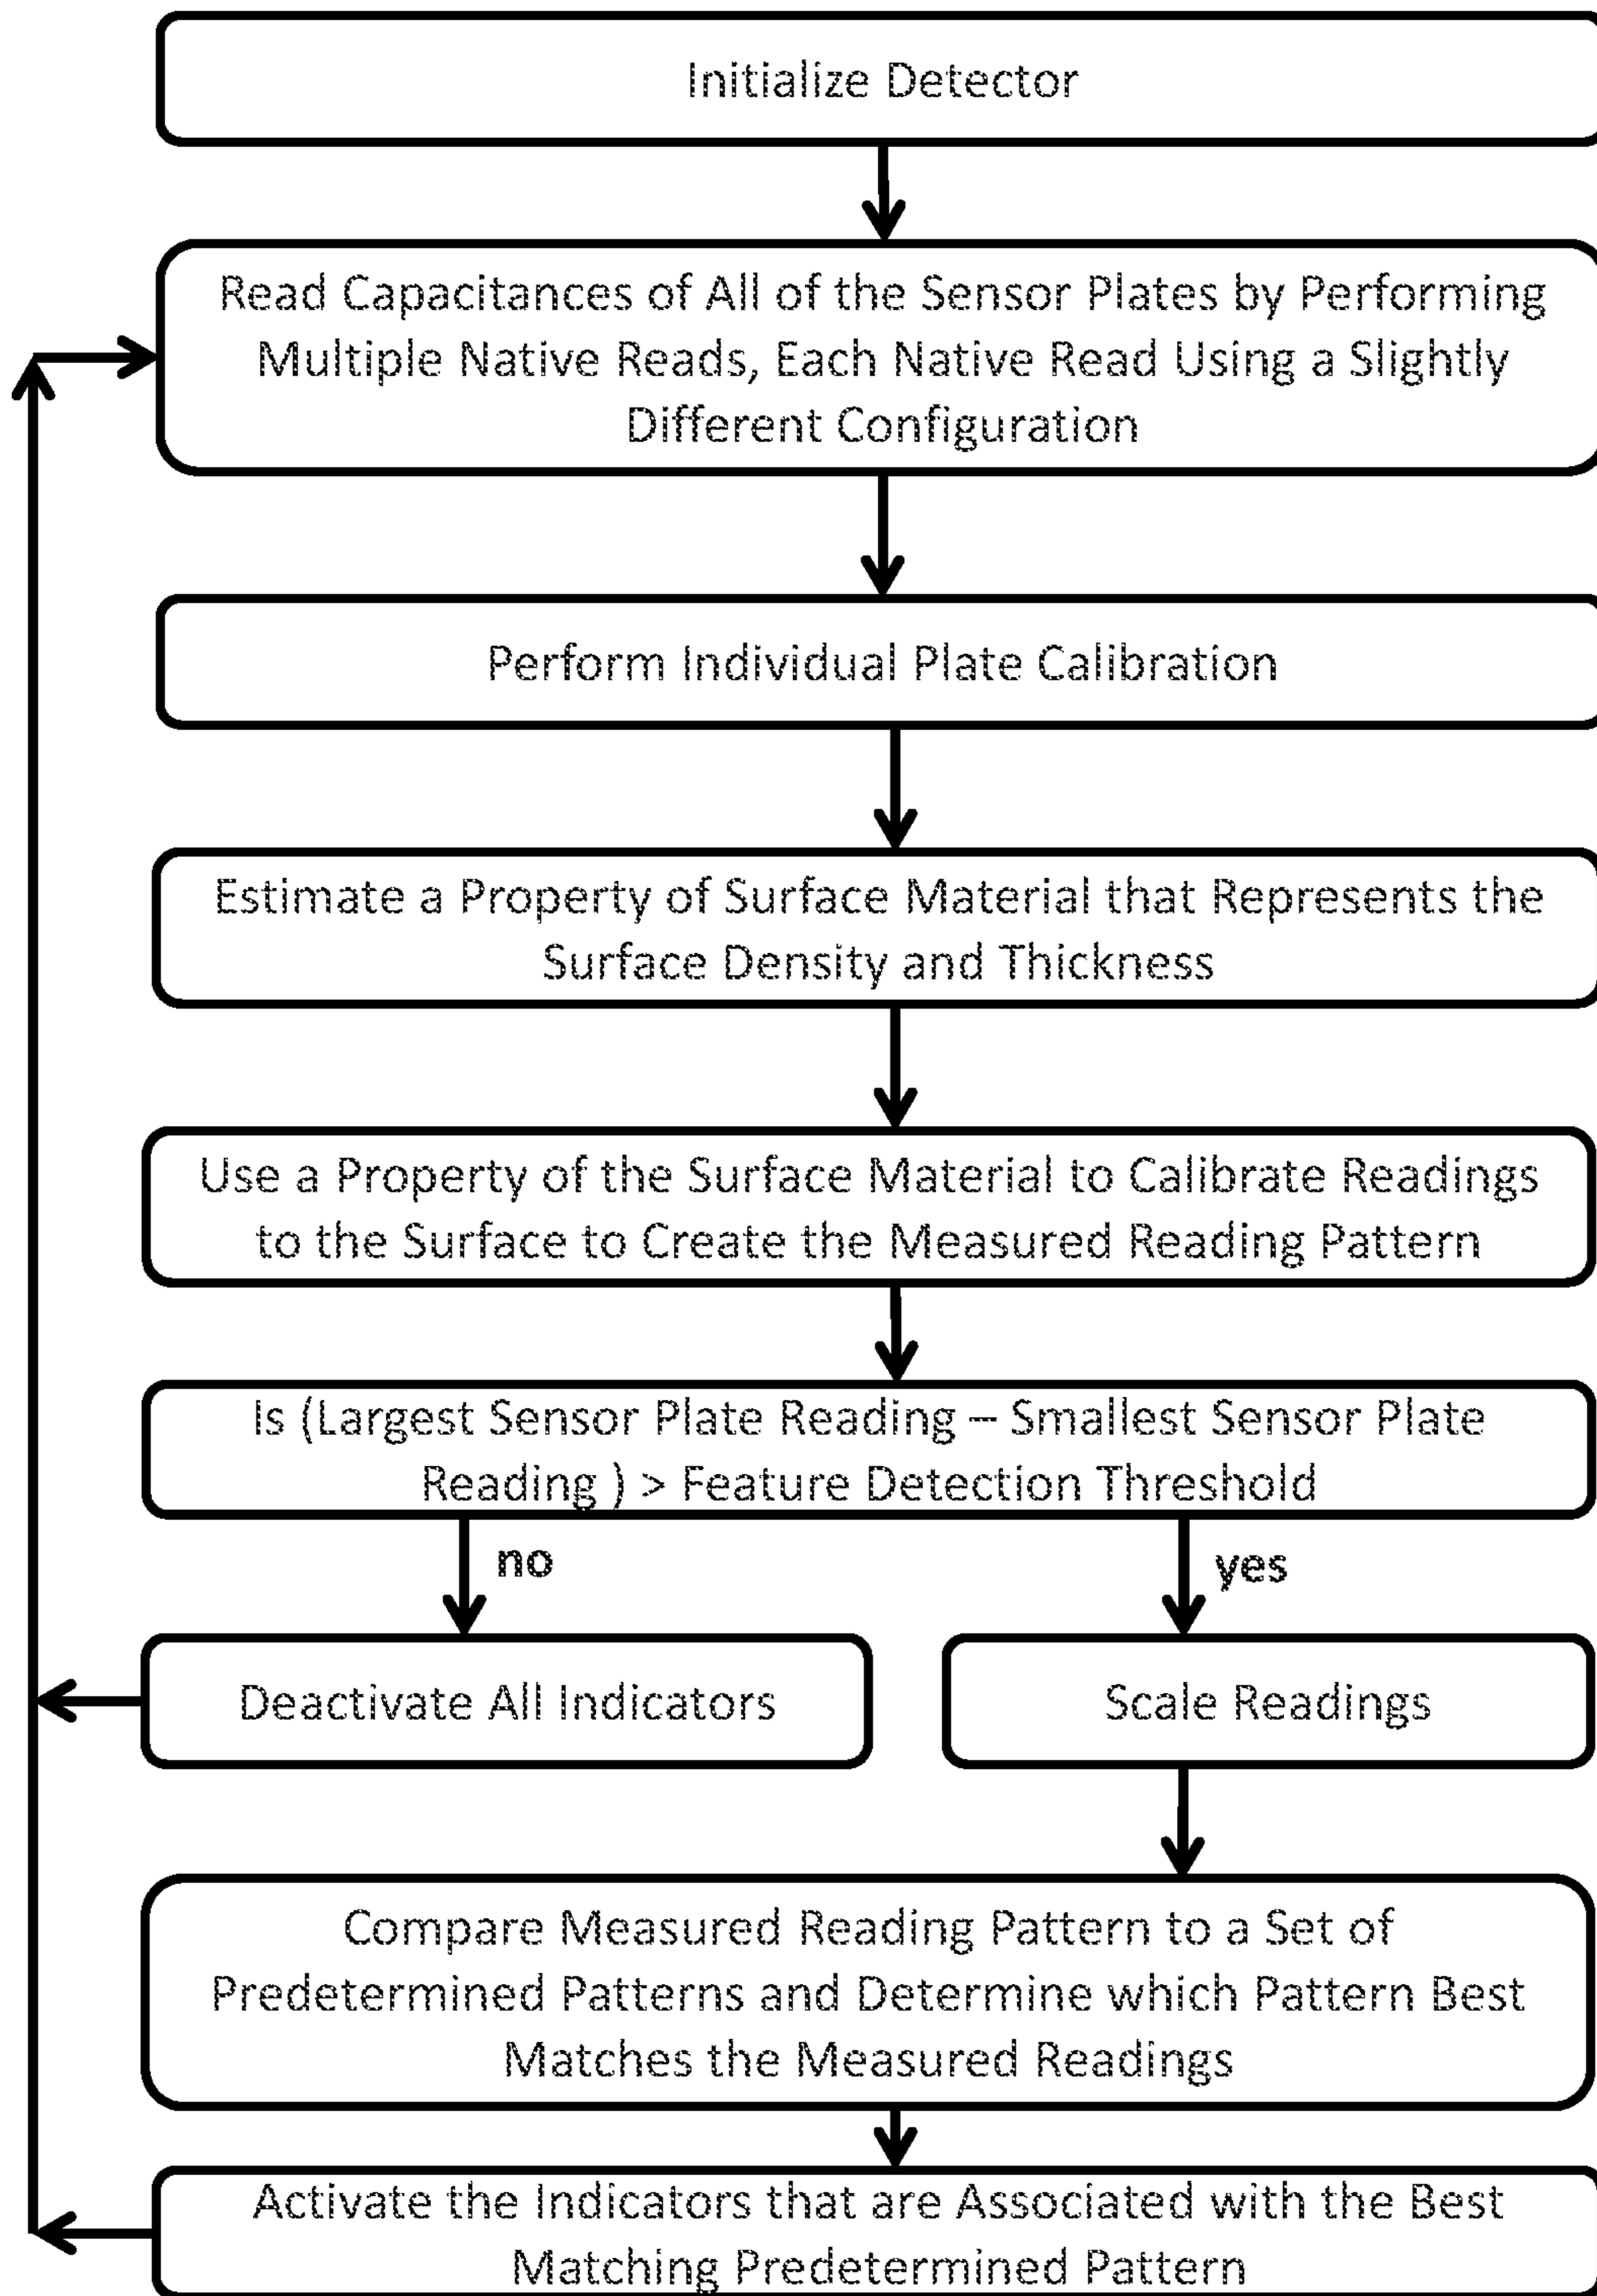 Initialize Detector
Read Capacitances of All of the Sensor Plates by Performing
Multiple Native Reads, Each Native Read Using a Slightly
Different Configuration
Perform Individual Plate Calibration
Estimate a Property of Surface Material that Represents the
Surface Density and Thickness
Use a Property of the Surface Material to Calibrate Readings
to the Surface to Create the Measured Reading Pattern
Is (Largest Sensor Plate Reading – Smallest Sensor Plate
Reading ) > Feature Detection Threshold
no
yes
Deactivate All Indicators
Scale Readings
Compare Measured Reading Pattern to a Set of
Predetermined Patterns and Determine which Pattern Best
Matches the Measured Readings
Activate the Indicators that are Associated with the Best
Matching Predetermined Pattern